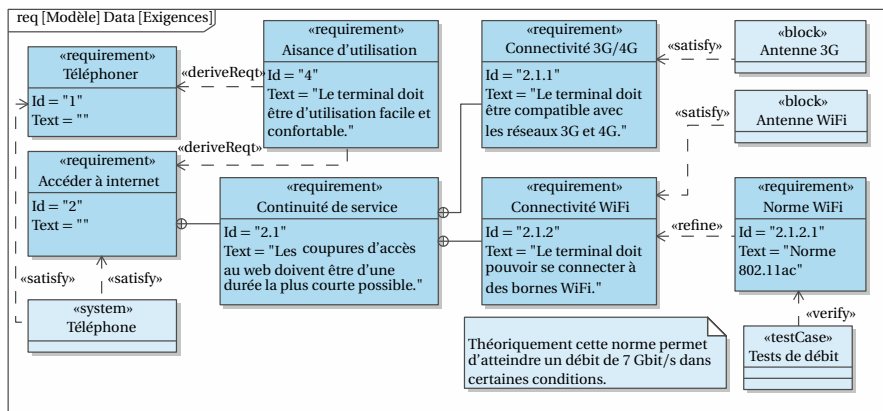 req [Modèle] Data [Exigences]
«requirement»
Téléphoner
Id = "1"
Text = ""
«deriveReqt»
«requirement»
Aisance d'utilisation
Id = "4"
Text = "Le terminal doit
être d'utilisation facile et
confortable."
«requirement»
Connectivité 3G/4G
Id = "2.1.1"
Text = "Le terminal doit
être compatible avec
les réseaux 3G et 4G."
«satisfy»
«block»
Antenne 3G
«satisfy»
«block»
Antenne WiFi
«deriveReqt»
«requirement»
Accéder à internet
Id = "2"
Text = ""
«requirement»
Continuité de service
Id = "2.1"
Text = "Les coupures d'accès
au web doivent être d'une
durée la plus courte possible."
«requirement»
Connectivité WiFi
Id = "2.1.2"
Text = "Le terminal doit
pouvoir se connecter à
des bornes WiFi."
«refine»
«requirement»
Norme WiFi
Id = "2.1.2.1"
Text = "Norme
802.11ac"
«satisfy»
«satisfy»
«system»
Téléphone
Théoriquement cette norme permet
d'atteindre un débit de 7 Gbit/s dans
certaines conditions.
«verify»
«testCase»
Tests de débit